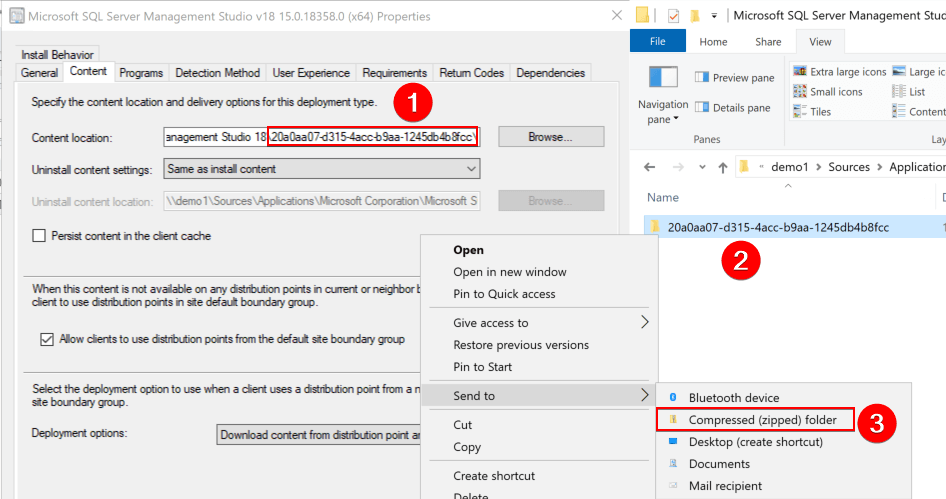 Microsoft SQL Server Management Studio v18 15.0.18358.0 (x64) Properties
Install Behavior
General Content Programs Detection Method User Experience Requirements Return Codes Dependencies
Specify the content location and delivery options for this deployment type.
1
Content location: anagement Studio 18\20a0aa07-d315-4acc-b9aa-1245db4b8fcc\ Browse...
Uninstall content settings: Same as install content
Uninstall content location: \\demo1\Sources\Applications\Microsoft Corporation\Microsoft S Browse...
Persist content in the client cache
When this content is not available on any distribution points in current or neighbor b
client to use distribution points in site default boundary group.
Allow clients to use distribution points from the default site boundary group
Select the deployment option to use when a client uses a distribution point from a n
site boundary group.
Deployment options: Download content from distribution point an
Microsoft SQL Server Management Stud
File Home Share View
Navigation
pane
Preview pane
Details pane
Panes
Extra large icons
Large ic
Small icons
List
Tiles
Content
Lay
demo1 Sources Application
Name
20a0aa07-d315-4acc-b9aa-1245db4b8fcc
2
Open
Open in new window
Pin to Quick access
Give access to
Restore previous versions
Pin to Start
Send to
Cut
Copy
Create shortcut
Delete
Bluetooth device
Compressed (zipped) folder
3
Desktop (create shortcut)
Documents
Mail recipient